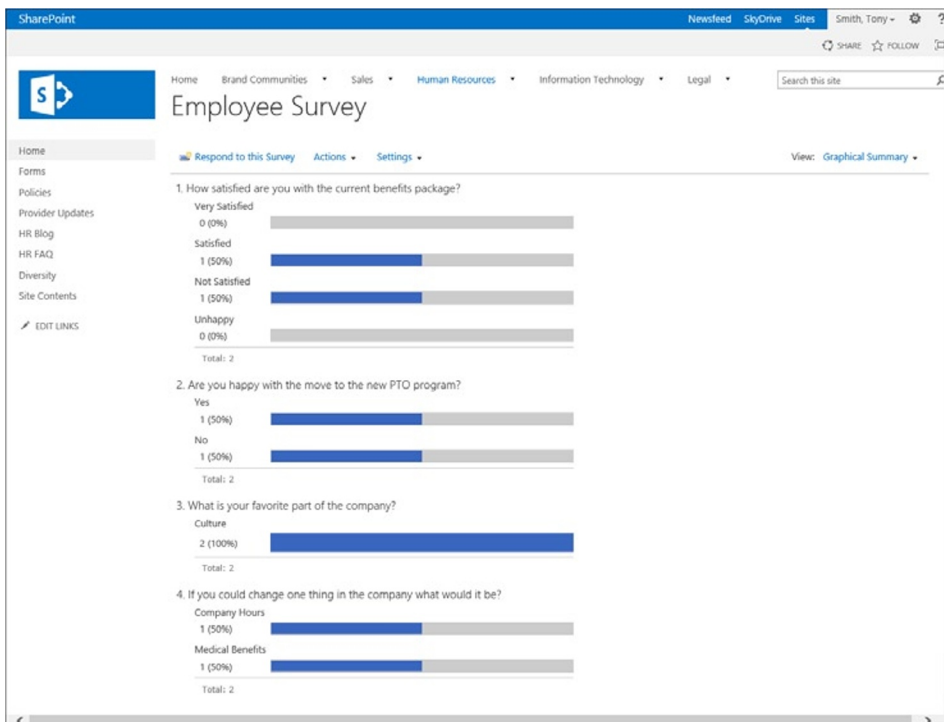 SharePoint Newsfeed SkyDrive Sites Smith, Tony ?
SHARE FOLLOW
S
Home Brand Communities Sales Human Resources Information Technology Legal Search this site
Employee Survey
Home
Forms
Policies
Provider Updates
HR Blog
HR FAQ
Diversity
Site Contents
EDIT LINKS
Respond to this Survey Actions Settings View: Graphical Summary
1. How satisfied are you with the current benefits package?
Very Satisfied
0 (0%)
Satisfied
1 (50%)
Not Satisfied
1 (50%)
Unhappy
0 (0%)
Total: 2
2. Are you happy with the move to the new PTO program?
Yes
1 (50%)
No
1 (50%)
Total: 2
3. What is your favorite part of the company?
Culture
2 (100%)
Total: 2
4. If you could change one thing in the company what would it be?
Company Hours
1 (50%)
Medical Benefits
1 (50%)
Total: 2